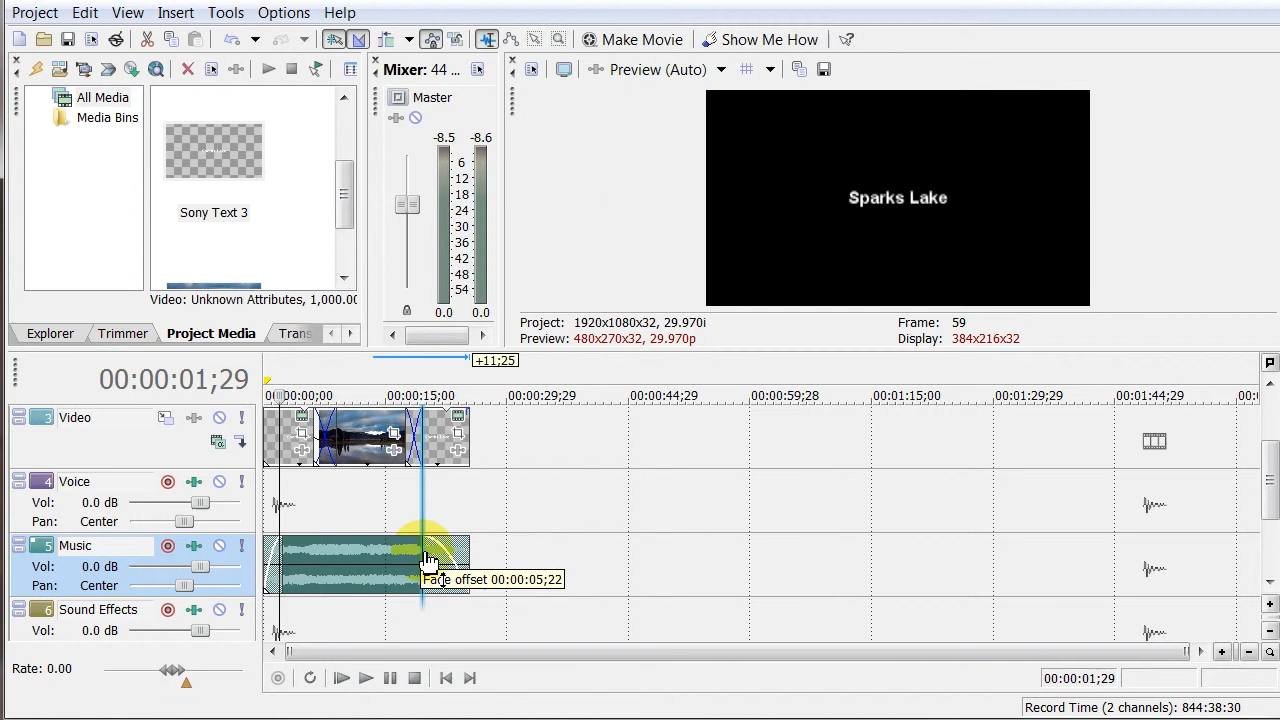 Project Edit View Insert Tools Options Help
Make Movie Show Me How
All Media
Media Bins
Sony Text 3
Video: Unknown Attributes, 1,000.0
Explorer Trimmer Project Media Trans
Mixer: 44 ...
Master
-8.5 -8.6
6
12
18
24
30
36
42
48
54
0.0 0.0
Preview (Auto)
Sparks Lake
Project: 1920x1080x32, 29.970i Frame: 59
Preview: 480x270x32, 29.970p Display: 384x216x32
+11;25
00:00:01;29
00:00:00;00 00:00:15;00 00:00:29;29 00:00:44;29 00:00:59;28 00:01:15;00 00:01:29;29 00:01:44;29 00:0
3 Video
4 Voice
Vol: 0.0 dB
Pan: Center
5 Music
Vol: 0.0 dB
Pan: Center
Fade offset 00:00:05;22
6 Sound Effects
Vol: 0.0 dB
Rate: 0.00
00:00:01;29
Record Time (2 channels): 844:38:30